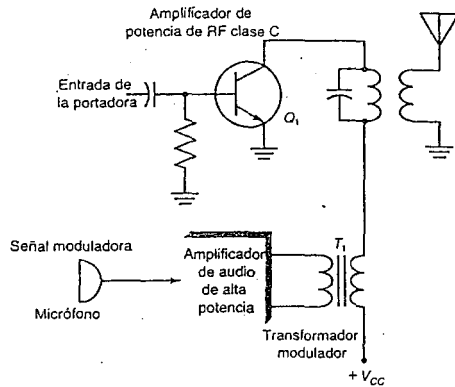 Amplificador de
potencia de RF clase C
Entrada de
la portadora
Q1
Señal moduladora
Micrófono
Amplificador
de audio
de alta
potencia
T1
Transformador
modulador
+ VCC